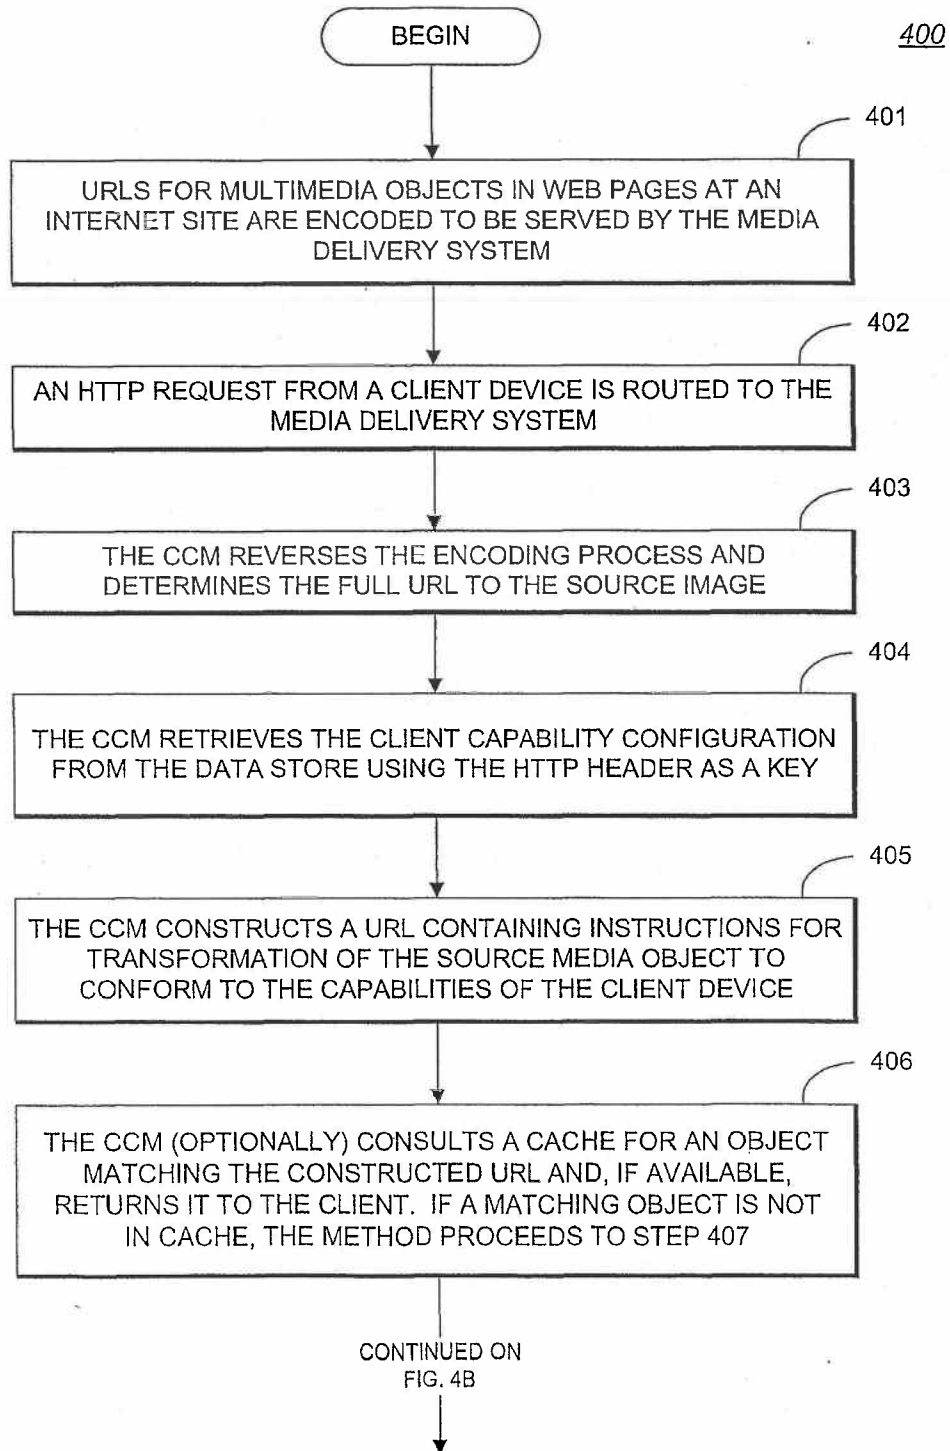 BEGIN
400
401
URLS FOR MULTIMEDIA OBJECTS IN WEB PAGES AT AN
INTERNET SITE ARE ENCODED TO BE SERVED BY THE MEDIA
DELIVERY SYSTEM
402
AN HTTP REQUEST FROM A CLIENT DEVICE IS ROUTED TO THE
MEDIA DELIVERY SYSTEM
403
THE CCM REVERSES THE ENCODING PROCESS AND
DETERMINES THE FULL URL TO THE SOURCE IMAGE
404
THE CCM RETRIEVES THE CLIENT CAPABILITY CONFIGURATION
FROM THE DATA STORE USING THE HTTP HEADER AS A KEY
405
THE CCM CONSTRUCTS A URL CONTAINING INSTRUCTIONS FOR
TRANSFORMATION OF THE SOURCE MEDIA OBJECT TO
CONFORM TO THE CAPABILITIES OF THE CLIENT DEVICE
406
THE CCM (OPTIONALLY) CONSULTS A CACHE FOR AN OBJECT
MATCHING THE CONSTRUCTED URL AND, IF AVAILABLE,
RETURNS IT TO THE CLIENT. IF A MATCHING OBJECT IS NOT
IN CACHE, THE METHOD PROCEEDS TO STEP 407
CONTINUED ON
FIG. 4B